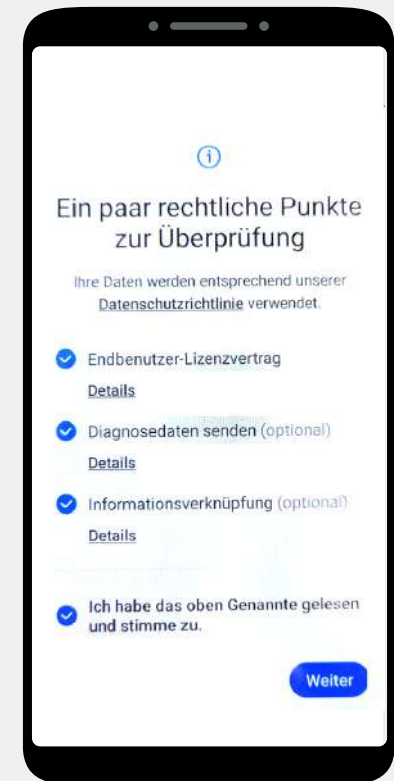 Ein paar rechtliche Punkte
zur Überprüfung
Ihre Daten werden entsprechend unserer
Datenschutzrichtlinie verwendet.
Endbenutzer-Lizenzvertrag
Details
Diagnosedaten senden (optional)
Details
Informationsverknüpfung (optional)
Details
Ich habe das oben Genannte gelesen
und stimme zu.
Weiter